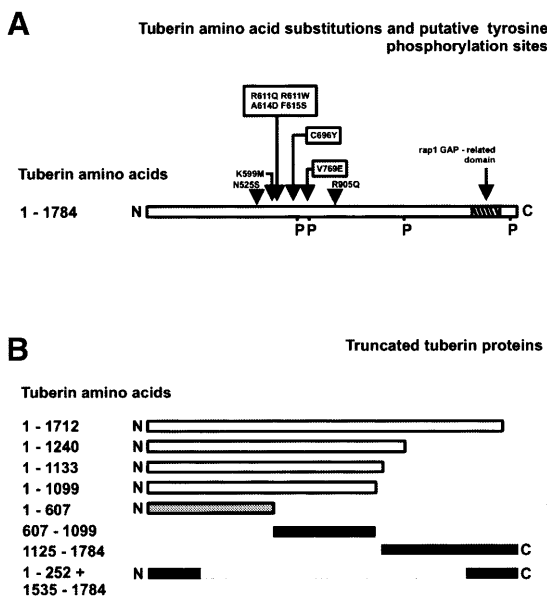 A
Tuberin amino acid substitutions and putative tyrosine
phosphorylation sites
R611Q R611W
A614D F615S
C696Y
rap1 GAP - related
domain
K599M
V769E
Tuberin amino acids
N525S
R905Q
1 - 1784
N
C
P P
P
P
B
Truncated tuberin proteins
Tuberin amino acids
1 - 1712
N
1 - 1240
N
1 - 1133
N
1 - 1099
N
1 - 607
N
607 - 1099
1125 - 1784
C
1 - 252 +
N
C
1535 - 1784